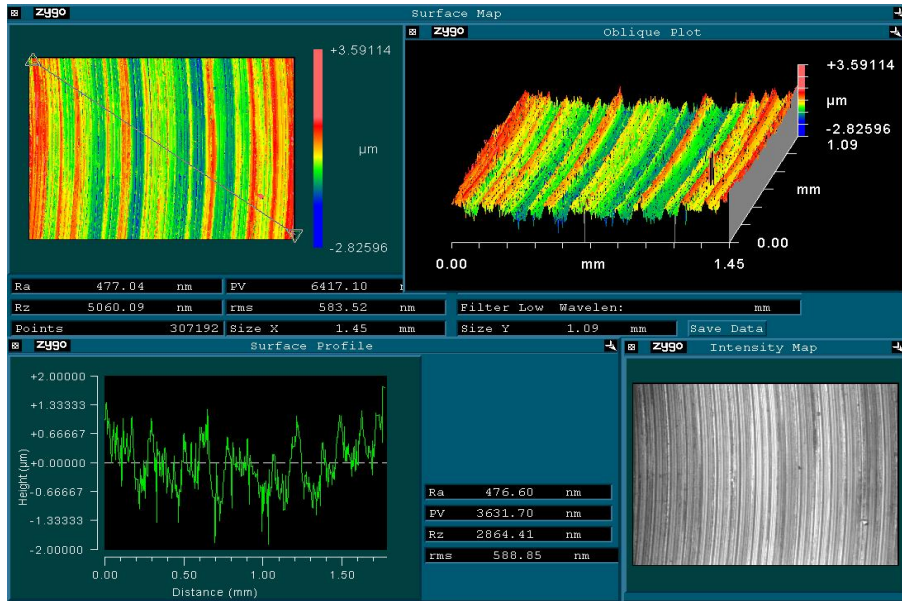 zygo Surface Map
+3.59114
µm
-2.82596
zygo Oblique Plot
+3.59114
µm
-2.82596
1.09
mm
0.00
0.00 mm 1.45
Ra 477.04 nm PV 6417.10
Rz 5060.09 nm rms 583.52 nm Filter Low Wavelen: mm
Points 307192 Size X 1.45 mm Size Y 1.09 mm Save Data
zygo Surface Profile
+2.00000
+1.33333
+0.66667
+0.00000
-0.66667
-1.33333
-2.00000
Height (µm)
0.00 0.50 1.00 1.50
Distance (mm)
Ra 476.60 nm
PV 3631.70 nm
Rz 2864.41 nm
rms 588.85 nm
zygo Intensity Map